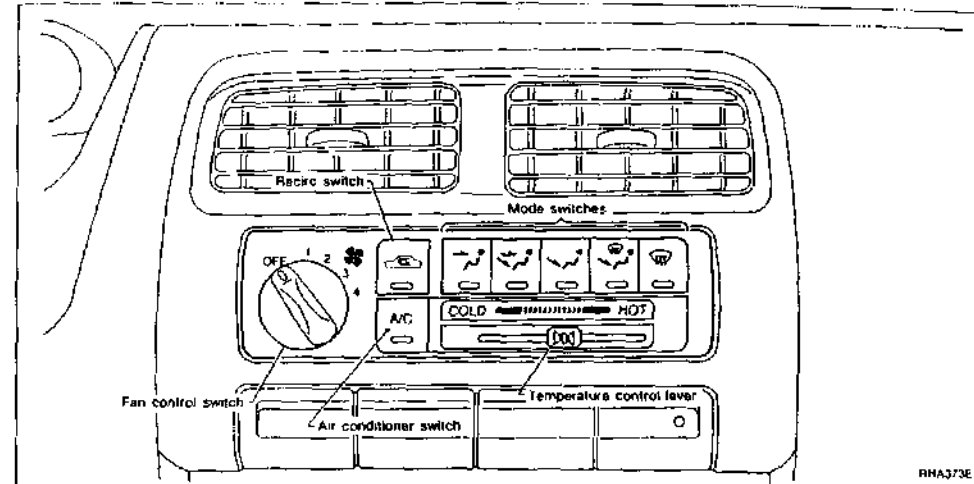 Recirc switch
Mode switches
OFF 1 2 3 4
A/C
COLD HOT
Fan control switch
Temperature control lever
Air conditioner switch
RHA373E